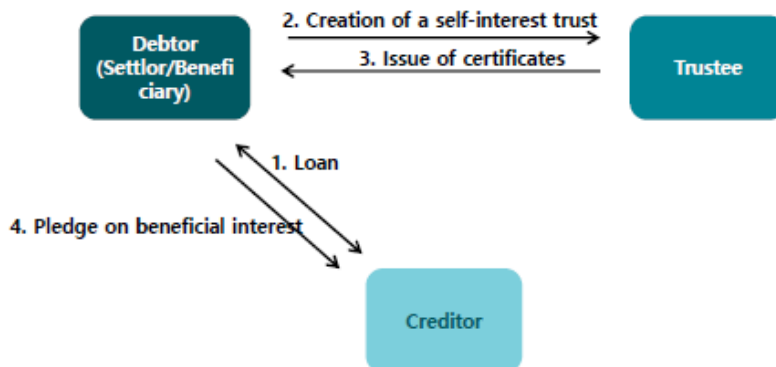 2. Creation of a self-interest trust
Debtor
(Settlor/Benefi
ciary)
3. Issue of certificates
Trustee
1. Loan
4. Pledge on beneficial interest
Creditor